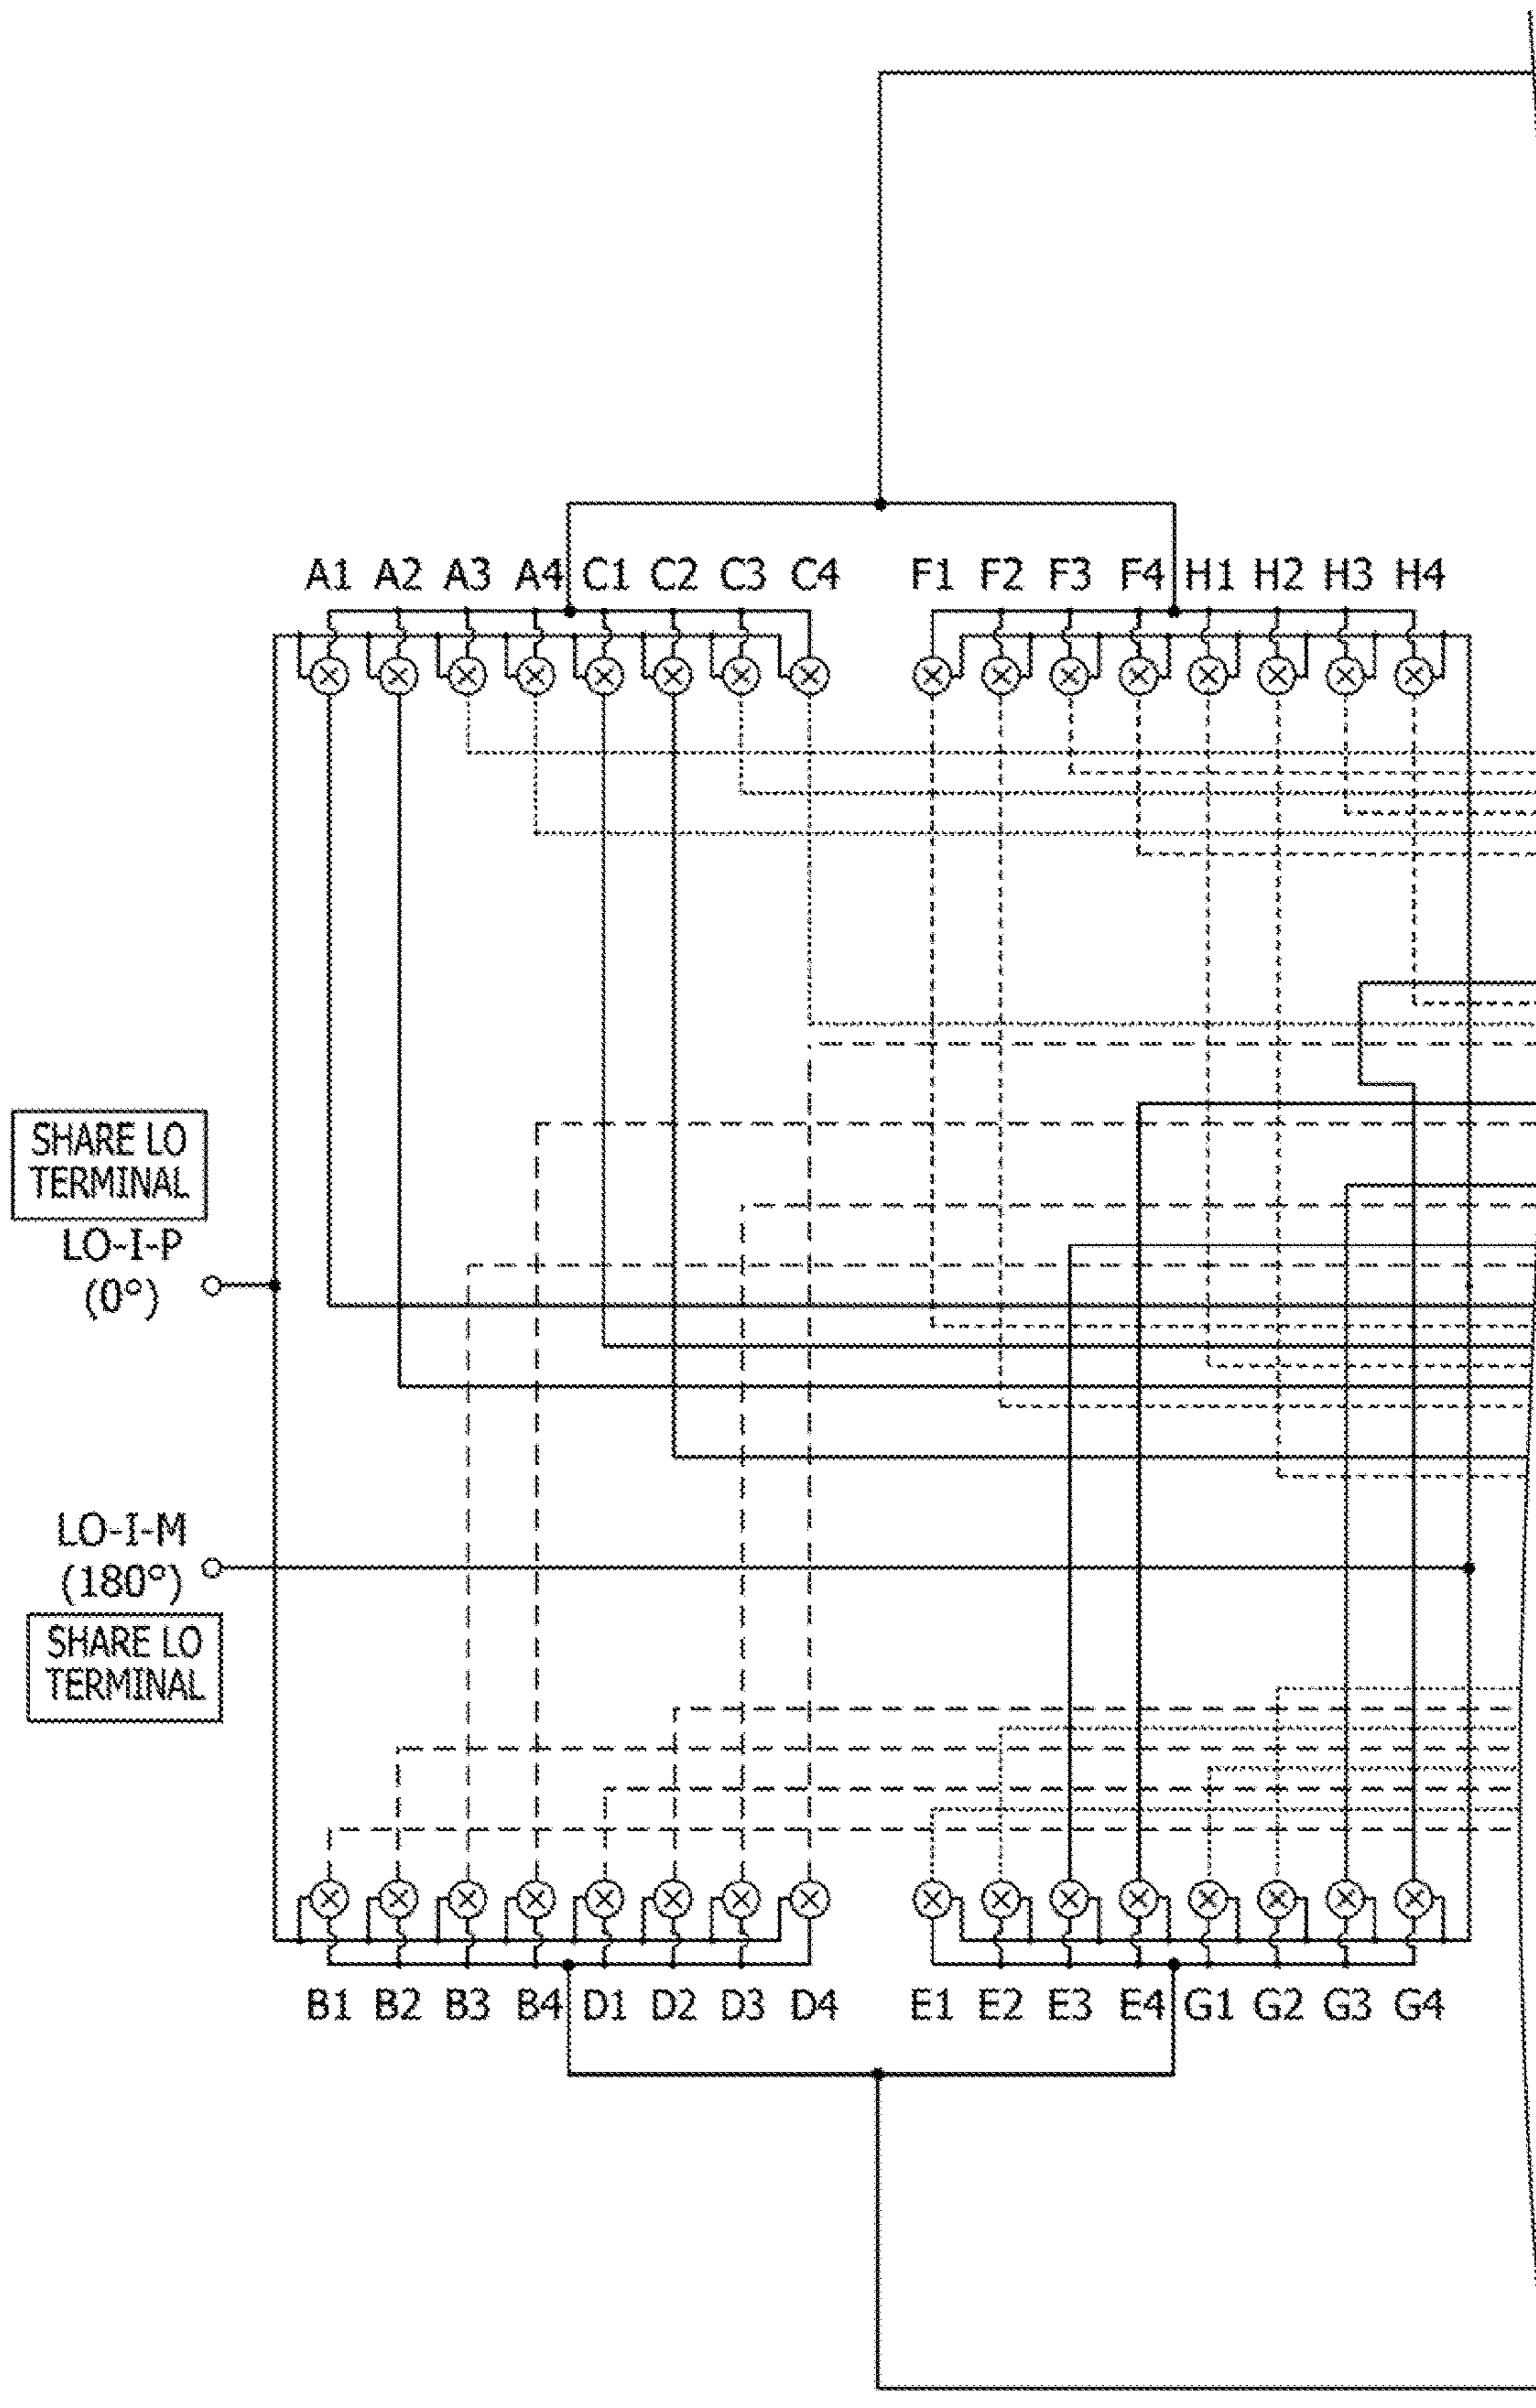 A1 A2 A3 A4 C1 C2 C3 C4 F1 F2 F3 F4 H1 H2 H3 H4
SHARE LO
TERMINAL
LO-I-P
(0°)
LO-I-M
(180°)
SHARE LO
TERMINAL
B1 B2 B3 B4 D1 D2 D3 D4 E1 E2 E3 E4 G1 G2 G3 G4